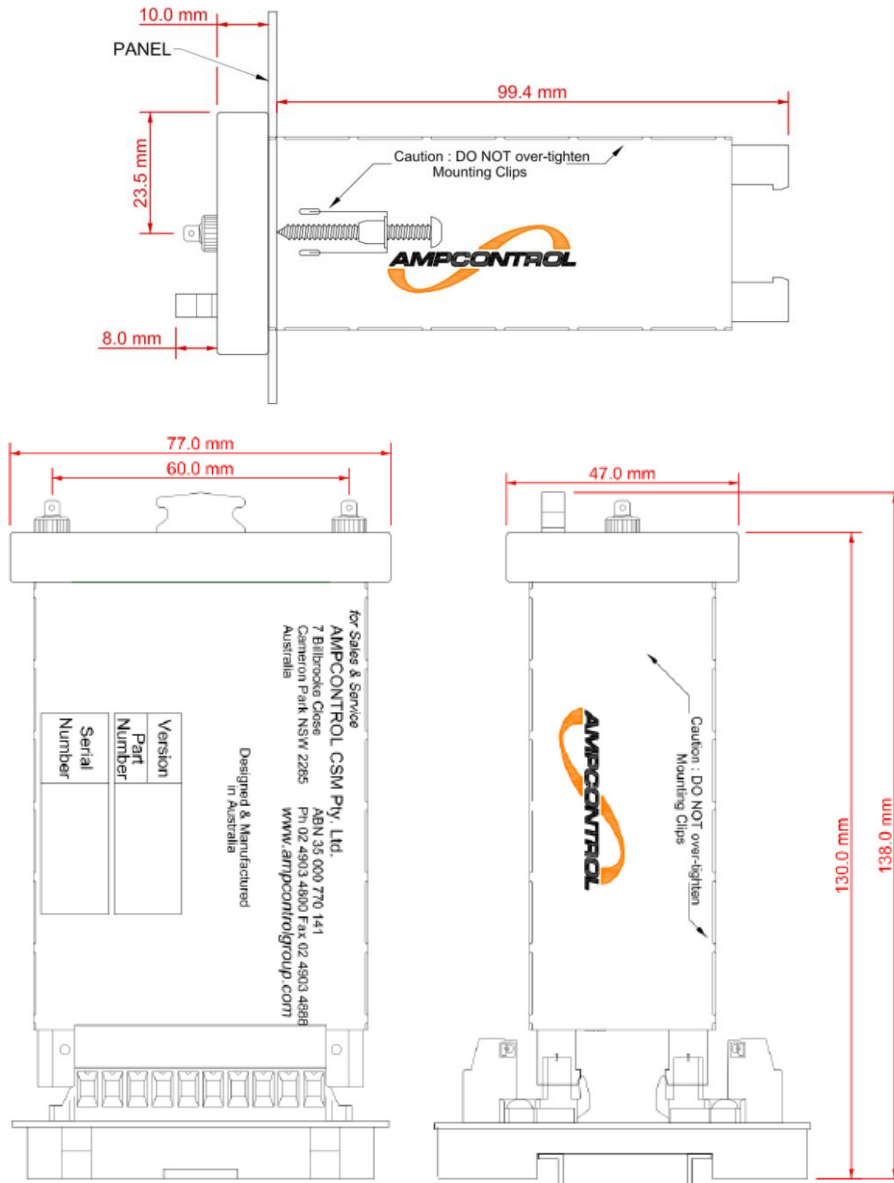 10.0 mm
PANEL
99.4 mm
23.5 mm
Caution : DO NOT over-tighten
Mounting Clips
AMPCONTROL
8.0 mm
77.0 mm
60.0 mm
for Sales & Service
AMPCONTROL CSM Pty. Ltd.
7 Billbrooke Close
ABN 35 000 770 141
Cameron Park NSW 2285
Ph 02 4903 4800 Fax 02 4903 4888
Australia
www.ampcontrolgroup.com
Designed & Manufactured
in Australia
Version
Part
Number
Serial
Number
47.0 mm
Caution : DO NOT over-tighten
Mounting Clips
AMPCONTROL
130.0 mm
138.0 mm